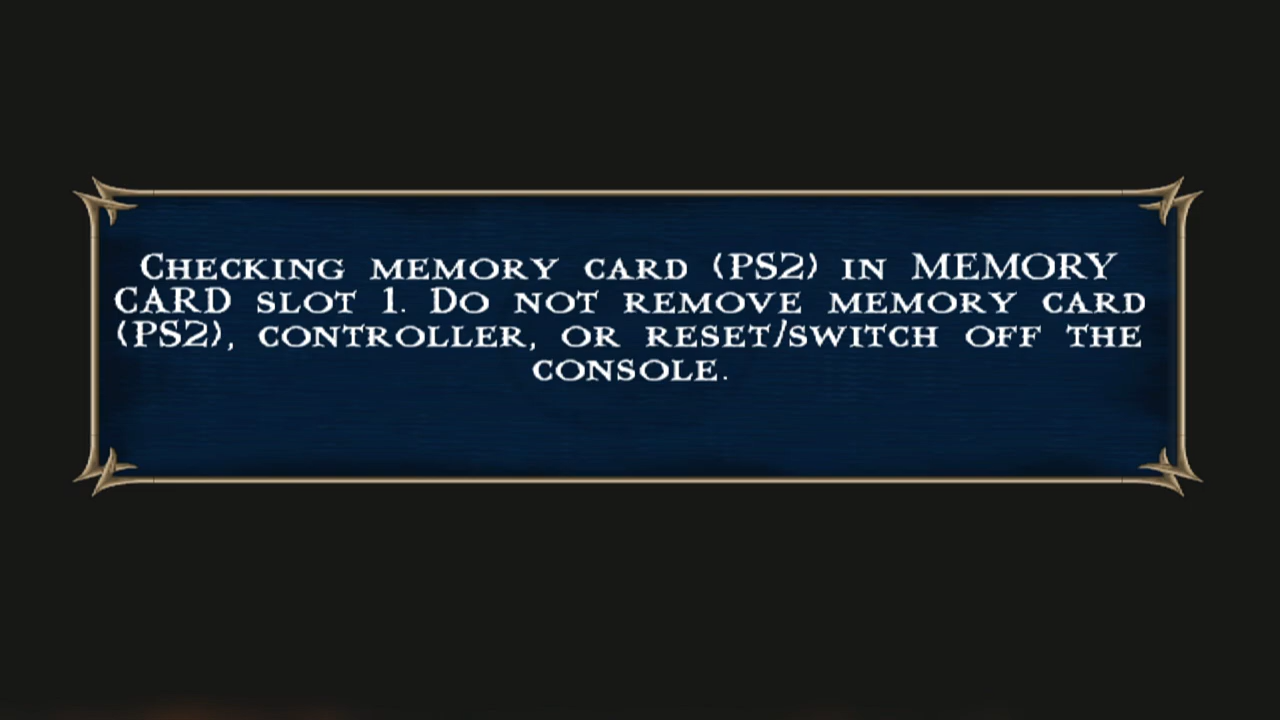 Checking memory card (PS2) in MEMORY
CARD slot 1. Do not remove memory card
(PS2), controller, or reset/switch off the
console.